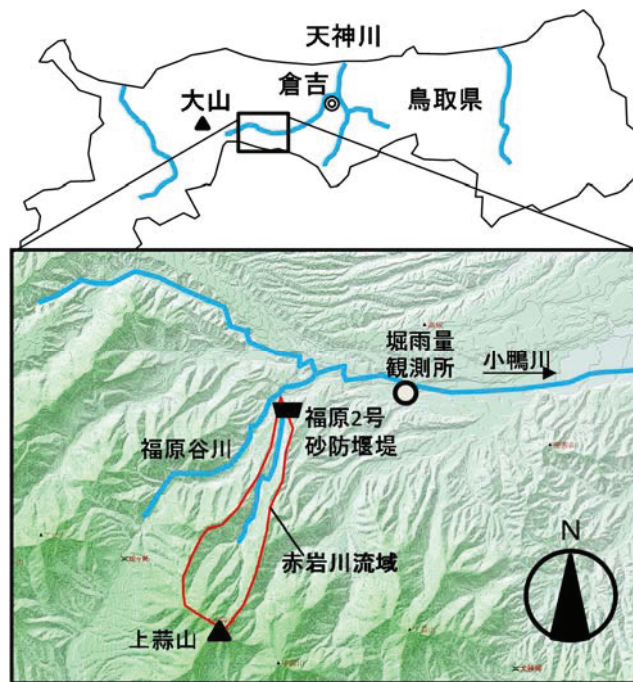 天神川
倉吉
大山
鳥取県
堀雨量
観測所
小鴨川
福原2号
砂防堰堤
福原谷川
赤岩川流域
N
上蒜山